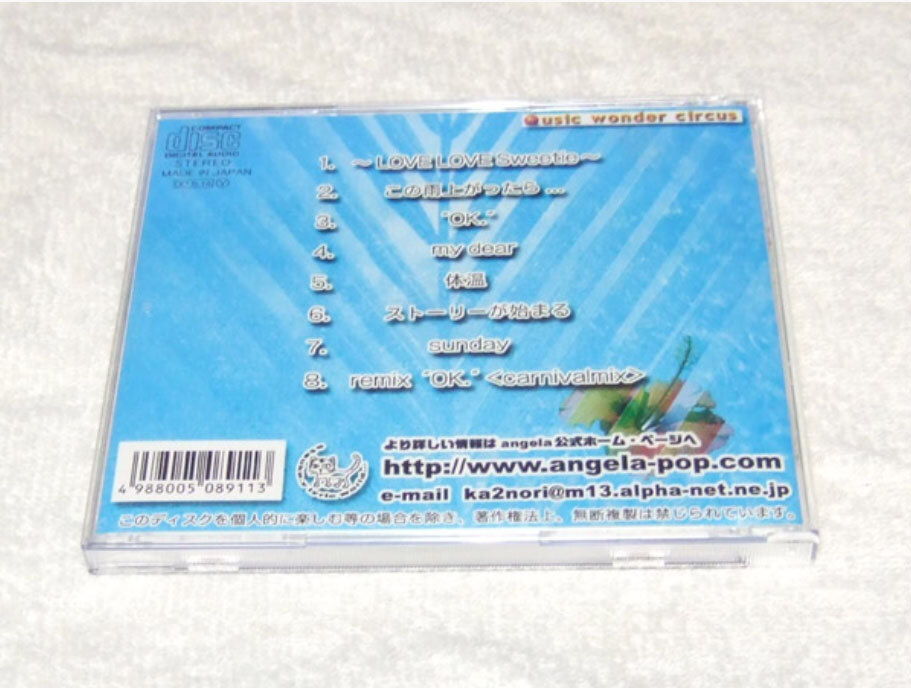 music wonder circus
COMPACT
disc
DIGITAL AUDIO
STEREO
MADE IN JAPAN
1. ～ LOVE LOVE Sweetie ～
2. この雨上がったら ...
3. "OK."
4. my dear
5. 体温
6. ストーリーが始まる
7. sunday
8. remix "OK." <carnivalmix>
より詳しい情報は angela 公式ホーム・ページへ
http://www.angela-pop.com
e-mail ka2nori@m13.alpha-net.ne.jp
4 988005 089113
このディスクを個人的に楽しむ等の場合を除き、著作権法上、無断複製は禁じられています。